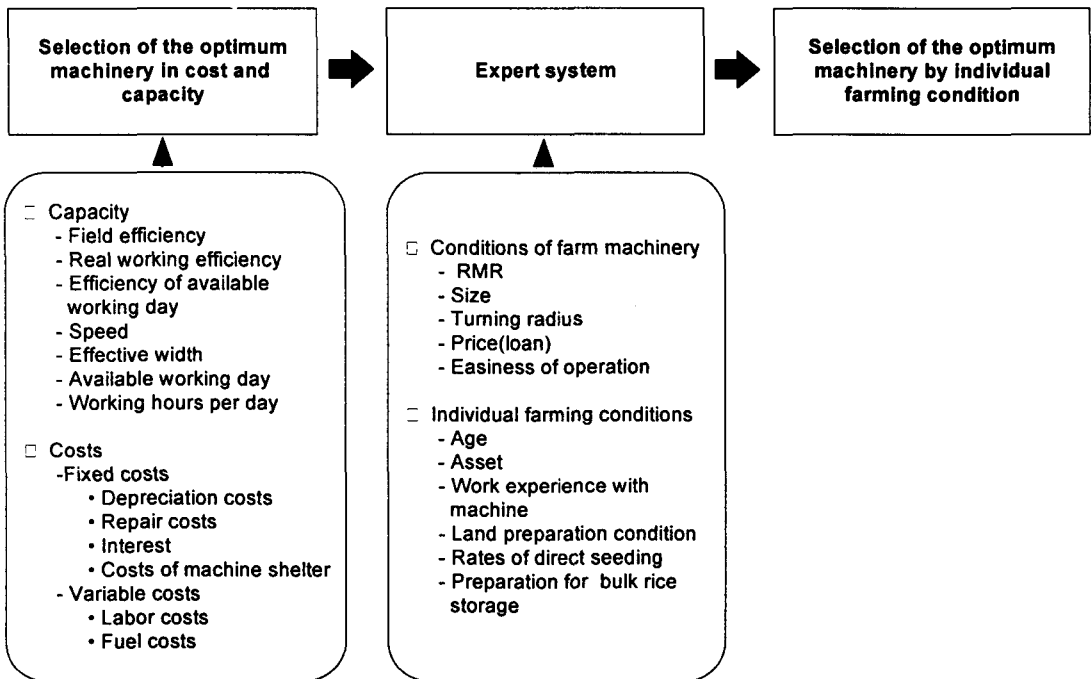 Selection of the optimum
machinery in cost and
capacity
Expert system
Selection of the optimum
machinery by individual
farming condition
□ Capacity
- Field efficiency
- Real working efficiency
- Efficiency of available
working day
- Speed
- Effective width
- Available working day
- Working hours per day
□ Costs
-Fixed costs
• Depreciation costs
• Repair costs
• Interest
• Costs of machine shelter
- Variable costs
• Labor costs
• Fuel costs
□ Conditions of farm machinery
- RMR
- Size
- Turning radius
- Price(loan)
- Easiness of operation
□ Individual farming conditions
- Age
- Asset
- Work experience with
machine
- Land preparation condition
- Rates of direct seeding
- Preparation for bulk rice
storage